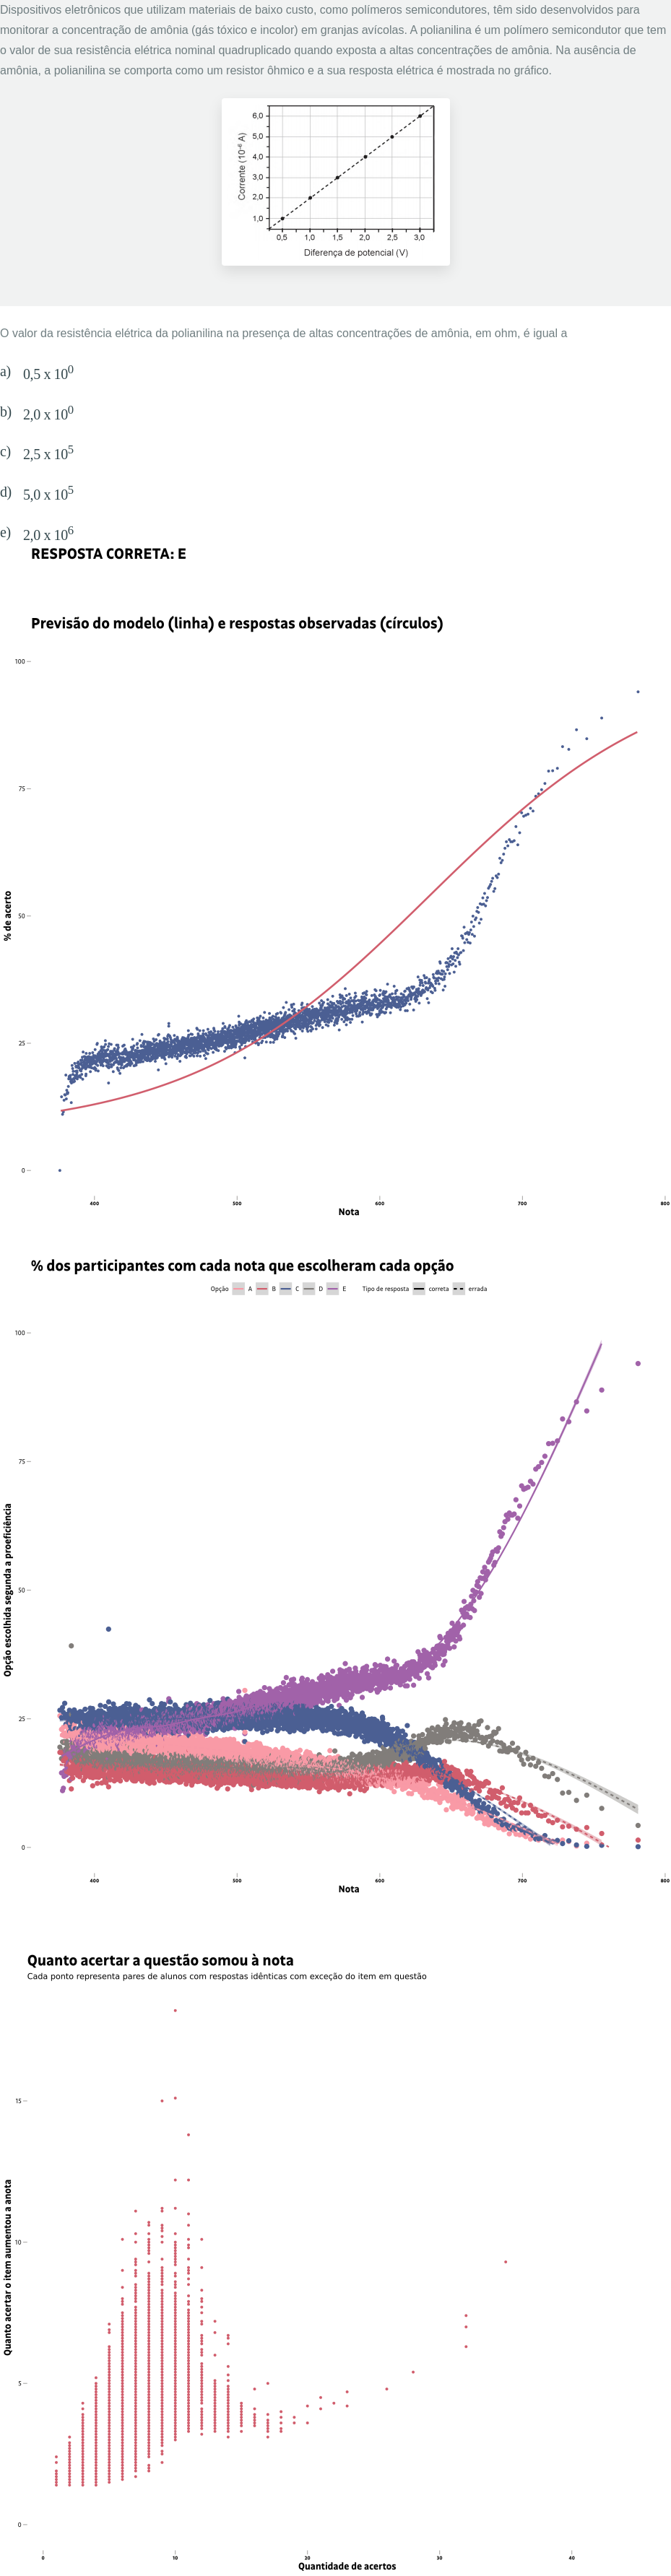 Dispositivos eletrônicos que utilizam materiais de baixo custo, como polímeros semicondutores, têm sido desenvolvidos para
monitorar a concentração de amônia (gás tóxico e incolor) em granjas avícolas. A polianilina é um polímero semicondutor que tem
o valor de sua resistência elétrica nominal quadruplicado quando exposta a altas concentrações de amônia. Na ausência de
amônia, a polianilina se comporta como um resistor ôhmico e a sua resposta elétrica é mostrada no gráfico.
Corrente (10⁻⁶ A)
6,0
5,0
4,0
3,0
2,0
1,0
0,5 1,0 1,5 2,0 2,5 3,0
Diferença de potencial (V)
O valor da resistência elétrica da polianilina na presença de altas concentrações de amônia, em ohm, é igual a
a) 0,5 x 10⁰
b) 2,0 x 10⁰
c) 2,5 x 10⁵
d) 5,0 x 10⁵
e) 2,0 x 10⁶
RESPOSTA CORRETA: E
Previsão do modelo (linha) e respostas observadas (círculos)
% de acerto
100
75
50
25
0
400 500 600 700 800
Nota
% dos participantes com cada nota que escolheram cada opção
Opção A B C D E Tipo de resposta correta errada
Opção escolhida segunda a proeficiência
100
75
50
25
0
400 500 600 700 800
Nota
Quanto acertar a questão somou à nota
Cada ponto representa pares de alunos com respostas idênticas com exceção do item em questão
Quanto acertar o item aumentou a anota
15
10
5
0
0 10 20 30 40
Quantidade de acertos